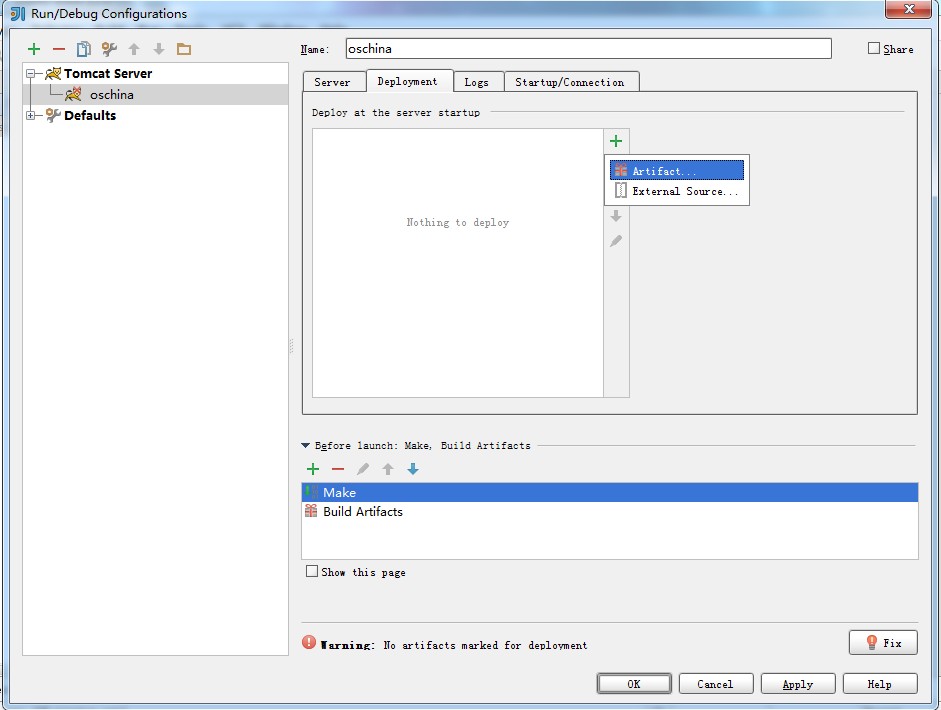 Run/Debug Configurations
Name: oschina
Share
Tomcat Server
oschina
Defaults
Server
Deployment
Logs
Startup/Connection
Deploy at the server startup
Nothing to deploy
Artifact...
External Source...
Before launch: Make, Build Artifacts
Make
Build Artifacts
Show this page
Warning: No artifacts marked for deployment
Fix
OK
Cancel
Apply
Help